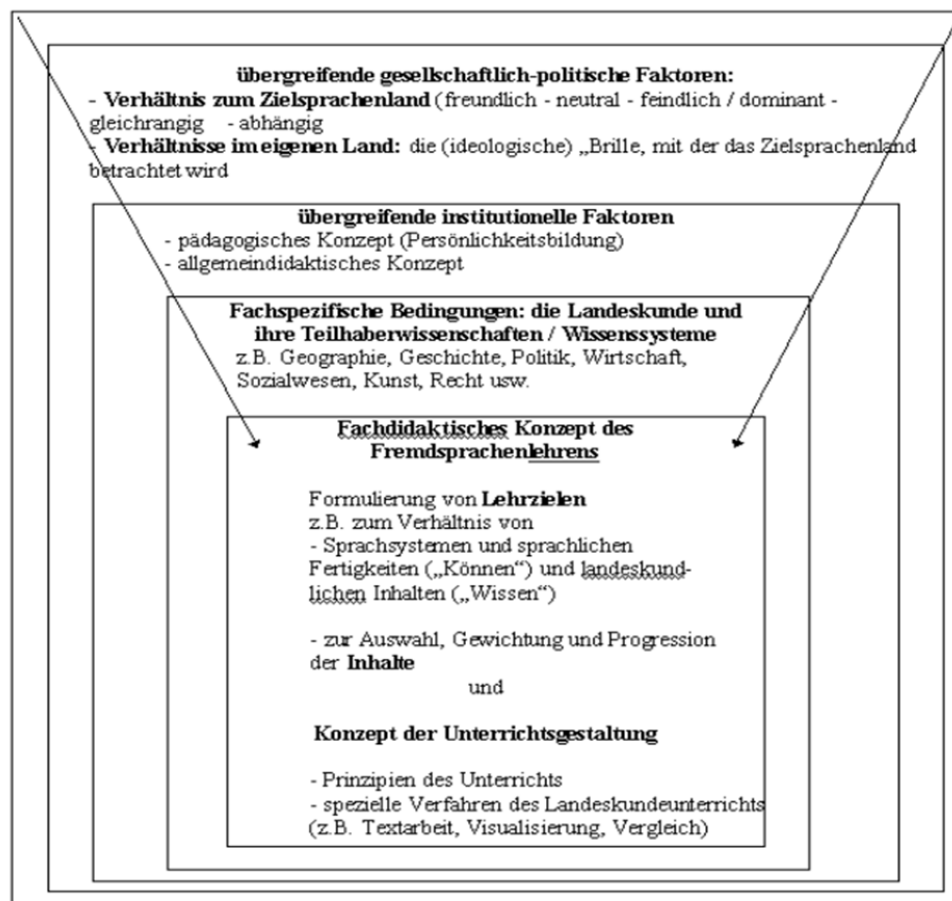 übergreifende gesellschaftlich-politische Faktoren:
- Verhältnis zum Zielsprachenland (freundlich - neutral - feindlich / dominant -
gleichrangig - abhängig
- Verhältnisse im eigenen Land: die (ideologische) „Brille, mit der das Zielsprachenland
betrachtet wird
übergreifende institutionelle Faktoren
- pädagogisches Konzept (Persönlichkeitsbildung)
- allgemeindidaktisches Konzept
Fachspezifische Bedingungen: die Landeskunde und
ihre Teilhaberwissenschaften / Wissenssysteme
z.B. Geographie, Geschichte, Politik, Wirtschaft,
Sozialwesen, Kunst, Recht usw.
Fachdidaktisches Konzept des
Fremdsprachenlehrens
Formulierung von Lehrzielen
z.B. zum Verhältnis von
- Sprachsystemen und sprachlichen
Fertigkeiten („Können“) und landeskund-
lichen Inhalten („Wissen“)
- zur Auswahl, Gewichtung und Progression
der Inhalte
und
Konzept der Unterrichtsgestaltung
- Prinzipien des Unterrichts
- spezielle Verfahren des Landeskundeunterrichts
(z.B. Textarbeit, Visualisierung, Vergleich)